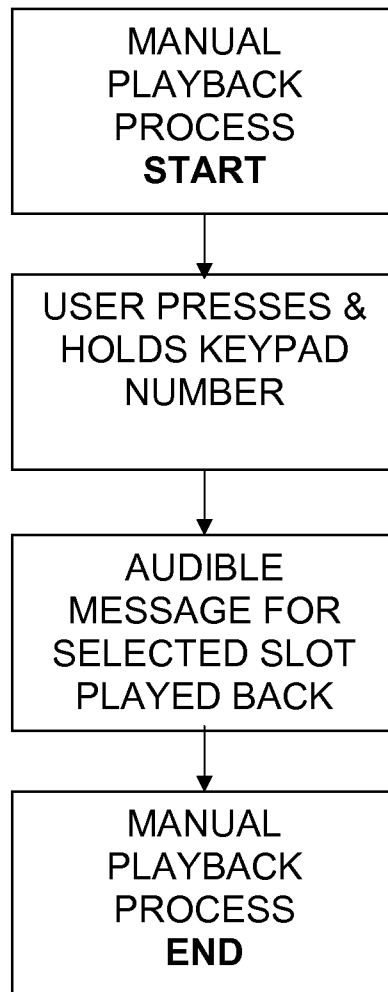 MANUAL
PLAYBACK
PROCESS
START
USER PRESSES &
HOLDS KEYPAD
NUMBER
AUDIBLE
MESSAGE FOR
SELECTED SLOT
PLAYED BACK
MANUAL
PLAYBACK
PROCESS
END